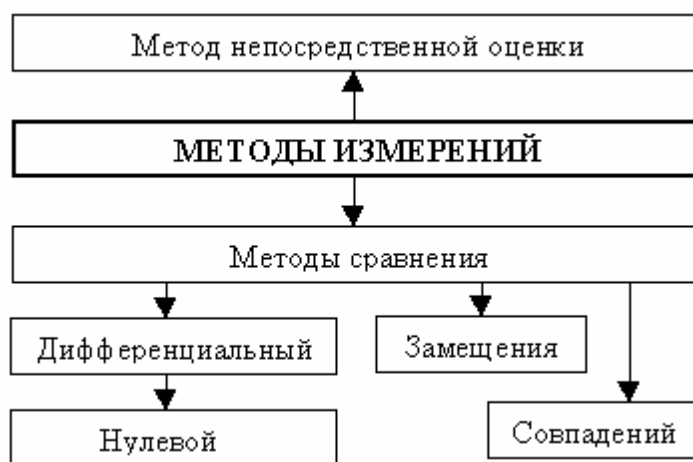 Метод непосредственной оценки
МЕТОДЫ ИЗМЕРЕНИЙ
Методы сравнения
Дифференциальный
Замещения
Нулевой
Совпадений